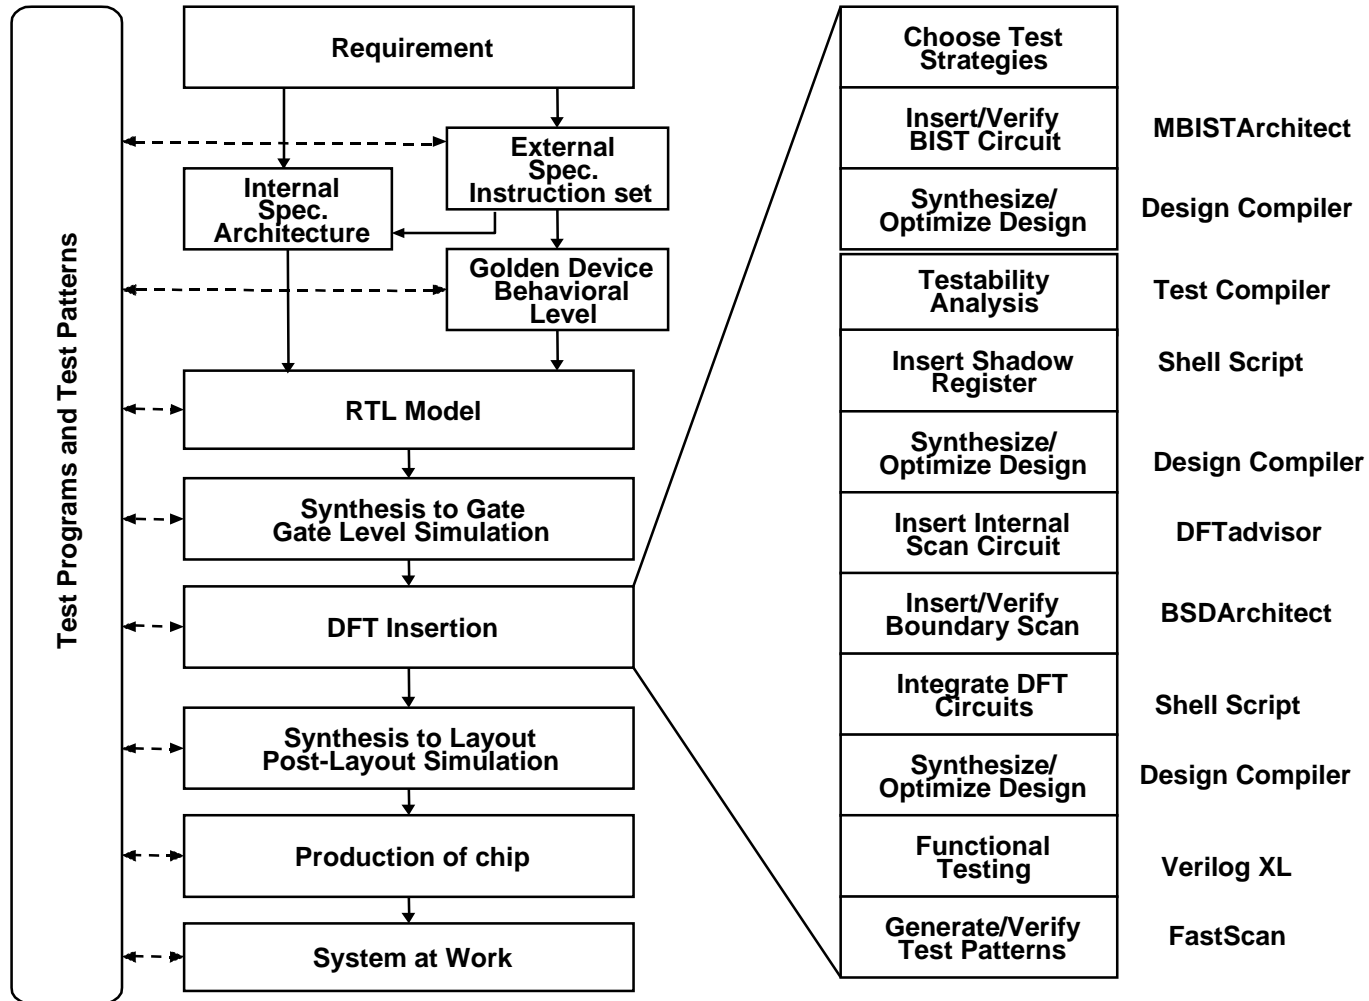 Test Programs and Test Patterns
Requirement
External
Spec.
Instruction set
Internal
Spec.
Architecture
Golden Device
Behavioral
Level
RTL Model
Synthesis to Gate
Gate Level Simulation
DFT Insertion
Synthesis to Layout
Post-Layout Simulation
Production of chip
System at Work
Choose Test
Strategies
Insert/Verify
BIST Circuit
MBISTArchitect
Synthesize/
Optimize Design
Design Compiler
Testability
Analysis
Test Compiler
Insert Shadow
Register
Shell Script
Synthesize/
Optimize Design
Design Compiler
Insert Internal
Scan Circuit
DFTadvisor
Insert/Verify
Boundary Scan
BSDArchitect
Integrate DFT
Circuits
Shell Script
Synthesize/
Optimize Design
Design Compiler
Functional
Testing
Verilog XL
Generate/Verify
Test Patterns
FastScan